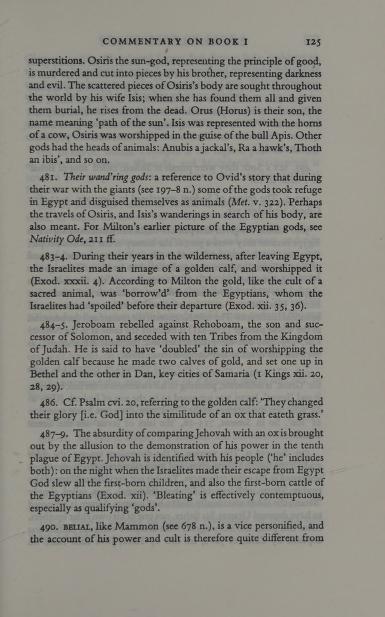 COMMENTARY ON BOOK I 125
superstitions. Osiris the sun-god, representing the principle of good,
is murdered and cut into pieces by his brother, representing darkness
and evil. The scattered pieces of Osiris's body are sought throughout
the world by his wife Isis; when she has found them all and given
them burial, he rises from the dead. Orus (Horus) is their son, the
name meaning 'path of the sun'. Isis was represented with the horns
of a cow, Osiris was worshipped in the guise of the bull Apis. Other
gods had the heads of animals: Anubis a jackal's, Ra a hawk's, Thoth
an ibis', and so on.
481. Their wand'ring gods: a reference to Ovid's story that during
their war with the giants (see 197–8 n.) some of the gods took refuge
in Egypt and disguised themselves as animals (Met. v. 322). Perhaps
the travels of Osiris, and Isis's wanderings in search of his body, are
also meant. For Milton's earlier picture of the Egyptian gods, see
Nativity Ode, 211 ff.
483–4. During their years in the wilderness, after leaving Egypt,
the Israelites made an image of a golden calf, and worshipped it
(Exod. xxxii. 4). According to Milton the gold, like the cult of a
sacred animal, was 'borrow'd' from the Egyptians, whom the
Israelites had 'spoiled' before their departure (Exod. xii. 35, 36).
484–5. Jeroboam rebelled against Rehoboam, the son and suc-
cessor of Solomon, and seceded with ten Tribes from the Kingdom
of Judah. He is said to have 'doubled' the sin of worshipping the
golden calf because he made two calves of gold, and set one up in
Bethel and the other in Dan, key cities of Samaria (1 Kings xii. 20,
28, 29).
486. Cf. Psalm cvi. 20, referring to the golden calf: 'They changed
their glory [i.e. God] into the similitude of an ox that eateth grass.'
487–9. The absurdity of comparing Jehovah with an ox is brought
out by the allusion to the demonstration of his power in the tenth
plague of Egypt. Jehovah is identified with his people ('he' includes
both): on the night when the Israelites made their escape from Egypt
God slew all the first-born children, and also the first-born cattle of
the Egyptians (Exod. xii). 'Bleating' is effectively contemptuous,
especially as qualifying 'gods'.
490. BELIAL, like Mammon (see 678 n.), is a vice personified, and
the account of his power and cult is therefore quite different from